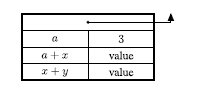 a 3
a + x value
x + y value